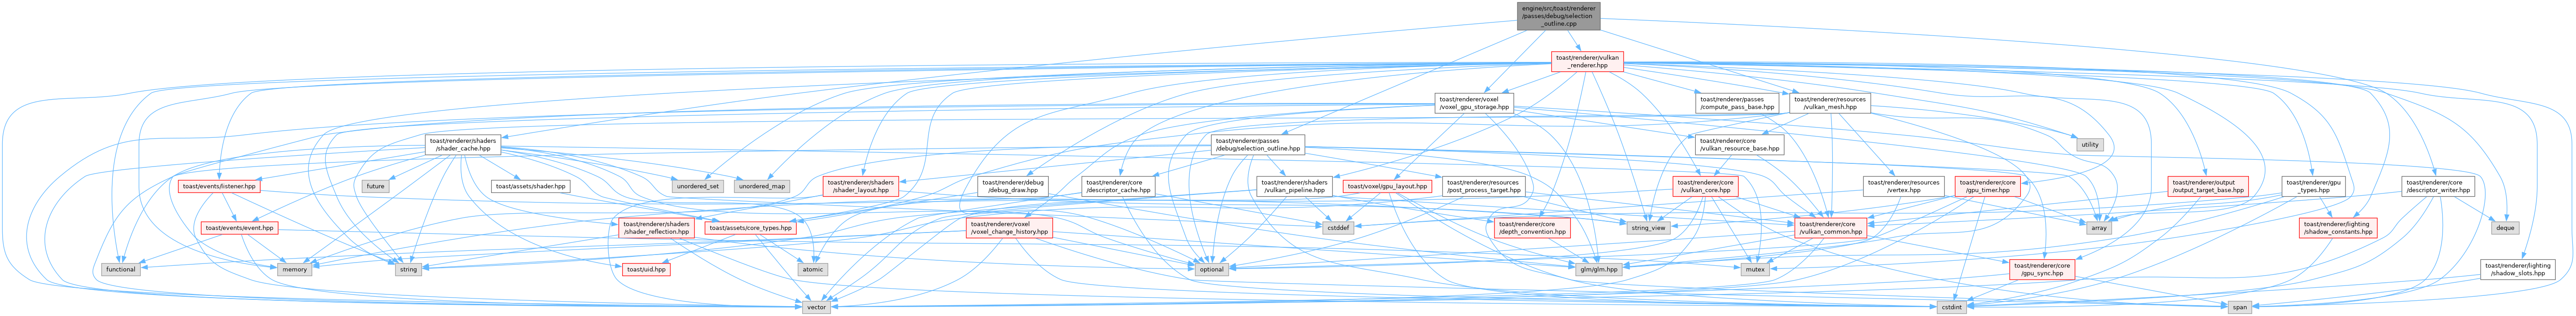 engine/src/toast/renderer
/passes/debug/selection
_outline.cpp
toast/renderer/vulkan
_renderer.hpp
toast/renderer/voxel
/voxel_gpu_storage.hpp
toast/renderer/passes
/compute_pass_base.hpp
toast/renderer/resources
/vulkan_mesh.hpp
toast/renderer/shaders
/shader_cache.hpp
toast/renderer/passes
/debug/selection_outline.hpp
toast/renderer/core
/vulkan_resource_base.hpp
utility
toast/events/listener.hpp
future
toast/assets/shader.hpp
unordered_set
unordered_map
toast/renderer/shaders
/shader_layout.hpp
toast/renderer/debug
/debug_draw.hpp
toast/renderer/core
/descriptor_cache.hpp
toast/renderer/shaders
/vulkan_pipeline.hpp
toast/voxel/gpu_layout.hpp
toast/renderer/resources
/post_process_target.hpp
toast/renderer/core
/vulkan_core.hpp
toast/renderer/resources
/vertex.hpp
toast/renderer/core
/gpu_timer.hpp
toast/renderer/output
/output_target_base.hpp
toast/renderer/gpu
_types.hpp
toast/renderer/core
/descriptor_writer.hpp
toast/events/event.hpp
toast/renderer/shaders
/shader_reflection.hpp
toast/assets/core_types.hpp
toast/renderer/voxel
/voxel_change_history.hpp
cstddef
toast/renderer/core
/depth_convention.hpp
string_view
toast/renderer/core
/vulkan_common.hpp
array
toast/renderer/lighting
/shadow_constants.hpp
deque
functional
memory
string
toast/uid.hpp
atomic
optional
glm/glm.hpp
mutex
toast/renderer/core
/gpu_sync.hpp
toast/renderer/lighting
/shadow_slots.hpp
vector
cstdint
span